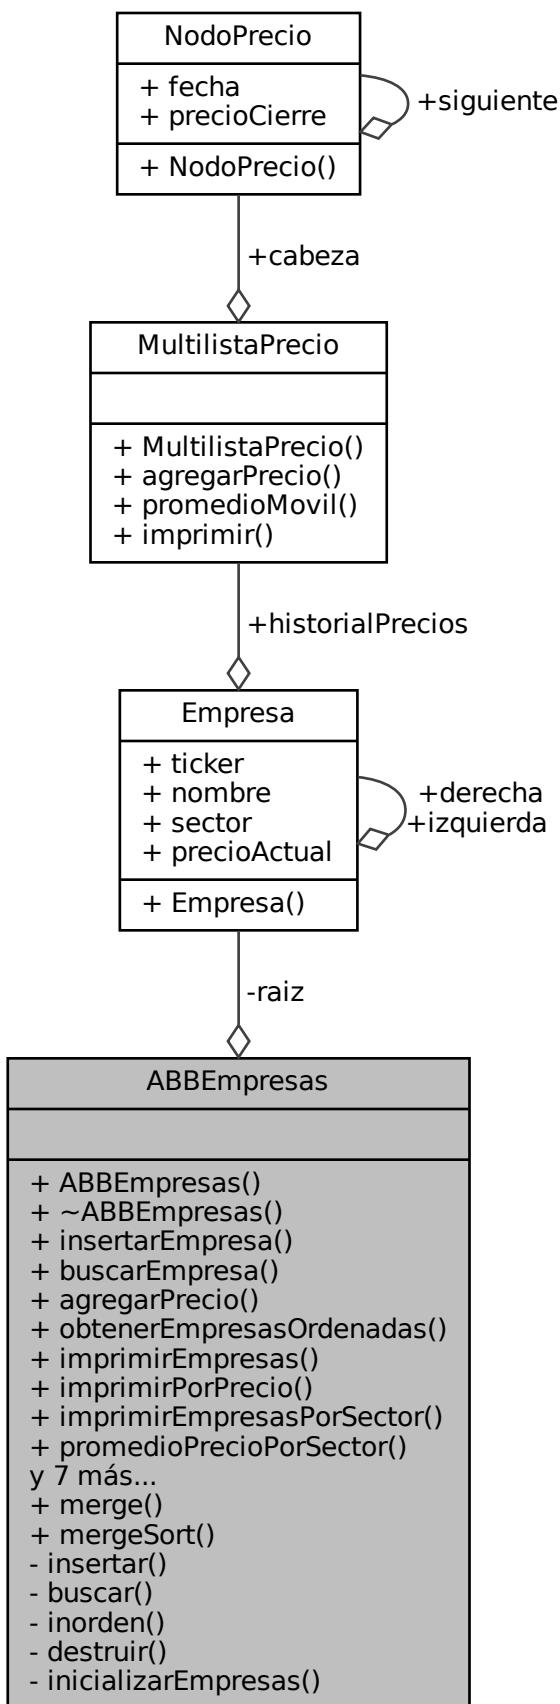 NodoPrecio
+ fecha
+ precioCierre
+ NodoPrecio()
+siguiente
+cabeza
MultilistaPrecio
+ MultilistaPrecio()
+ agregarPrecio()
+ promedioMovil()
+ imprimir()
+historialPrecios
Empresa
+ ticker
+ nombre
+ sector
+ precioActual
+ Empresa()
+derecha
+izquierda
-raiz
ABBEmpresas
+ ABBEmpresas()
+ ~ABBEmpresas()
+ insertarEmpresa()
+ buscarEmpresa()
+ agregarPrecio()
+ obtenerEmpresasOrdenadas()
+ imprimirEmpresas()
+ imprimirPorPrecio()
+ imprimirEmpresasPorSector()
+ promedioPrecioPorSector()
y 7 más...
+ merge()
+ mergeSort()
- insertar()
- buscar()
- inorden()
- destruir()
- inicializarEmpresas()